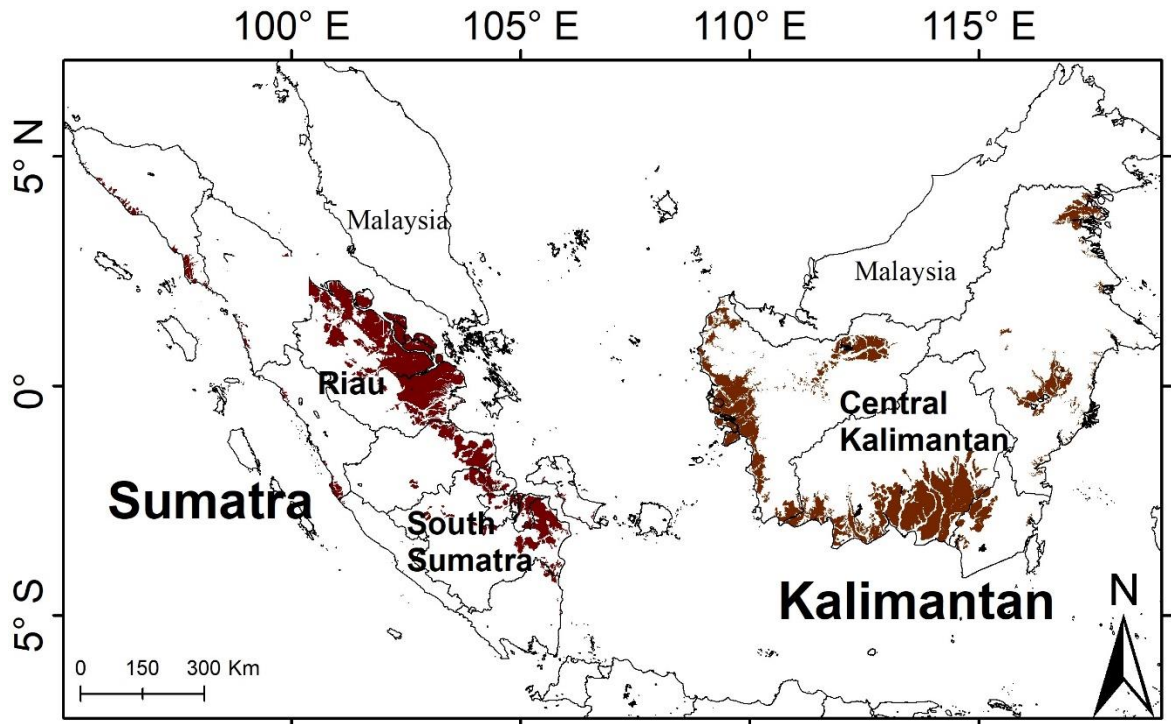 100° E 105° E 110° E 115° E
5° N
Malaysia
Malaysia
0°
Riau
Central
Kalimantan
Sumatra
South
Sumatra
Kalimantan
N
5° S
0 150 300 Km